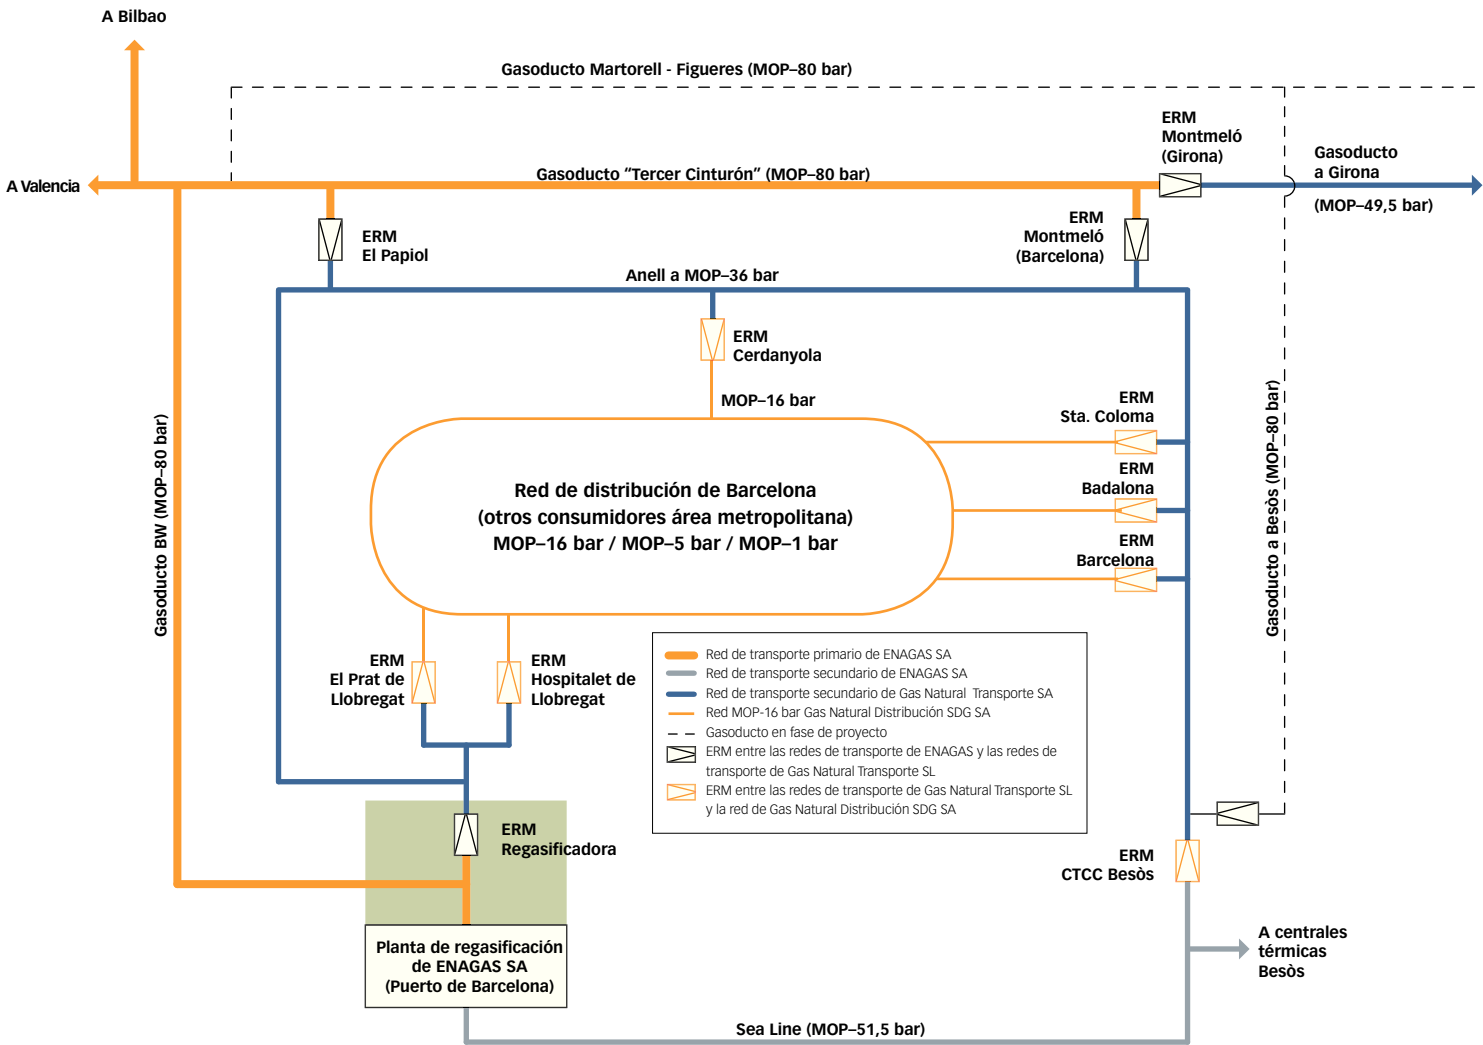 A Bilbao
Gasoducto Martorell - Figueres (MOP–80 bar)
ERM
Montmeló
(Girona)
Gasoducto
a Girona
(MOP–49,5 bar)
A Valencia
Gasoducto "Tercer Cinturón" (MOP–80 bar)
ERM
El Papiol
ERM
Montmeló
(Barcelona)
Anell a MOP–36 bar
ERM
Cerdanyola
MOP–16 bar
ERM
Sta. Coloma
ERM
Badalona
ERM
Barcelona
Gasoducto BW (MOP–80 bar)
Gasoducto a Besòs (MOP–80 bar)
Red de distribución de Barcelona
(otros consumidores área metropolitana)
MOP–16 bar / MOP–5 bar / MOP–1 bar
ERM
El Prat de
Llobregat
ERM
Hospitalet de
Llobregat
Red de transporte primario de ENAGAS SA
Red de transporte secundario de ENAGAS SA
Red de transporte secundario de Gas Natural Transporte SA
Red MOP-16 bar Gas Natural Distribución SDG SA
Gasoducto en fase de proyecto
ERM entre las redes de transporte de ENAGAS y las redes de
transporte de Gas Natural Transporte SL
ERM entre las redes de transporte de Gas Natural Transporte SL
y la red de Gas Natural Distribución SDG SA
ERM
Regasificadora
ERM
CTCC Besòs
Planta de regasificación
de ENAGAS SA
(Puerto de Barcelona)
A centrales
térmicas
Besòs
Sea Line (MOP–51,5 bar)